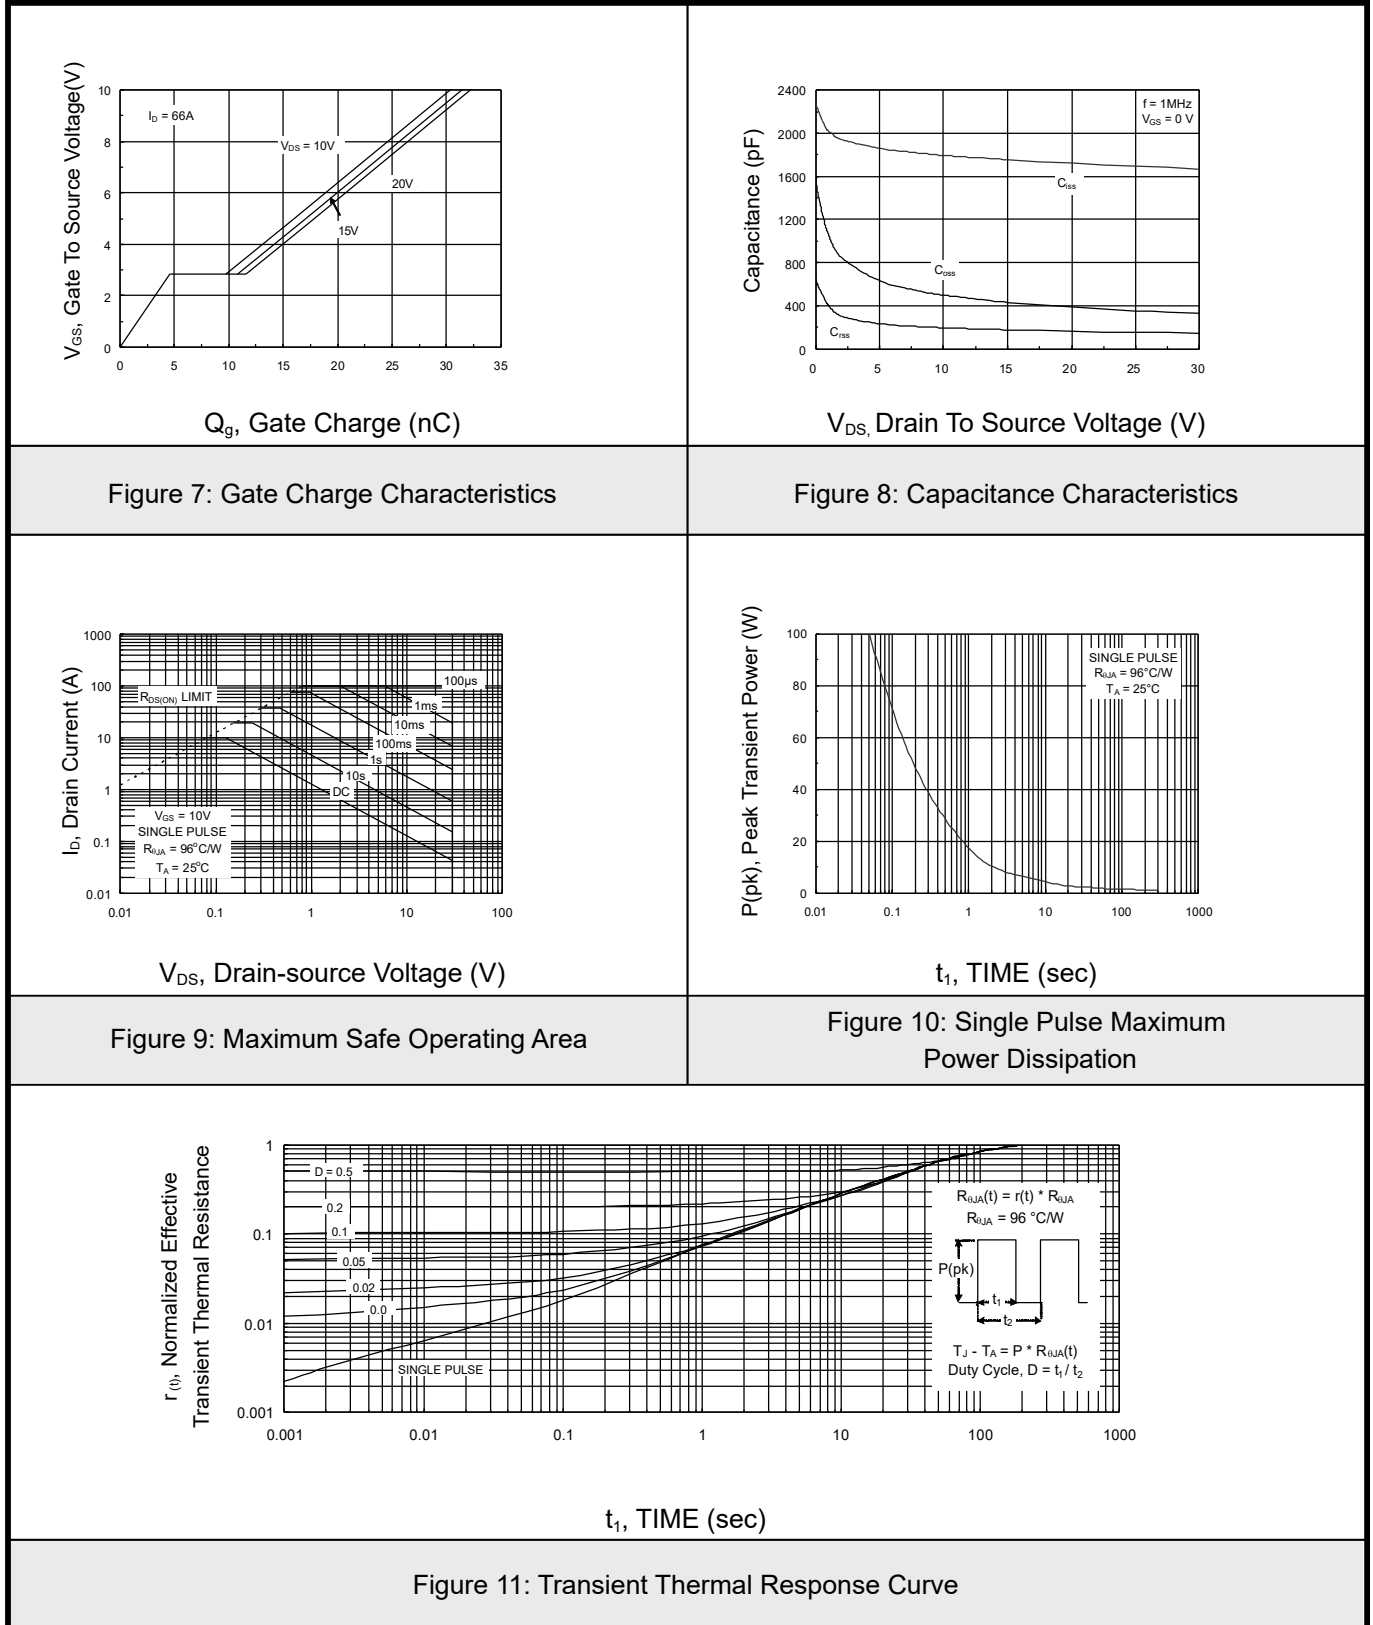 V_GS, Gate To Source Voltage(V)
10
8
6
4
2
0
I_D = 66A
V_DS = 10V
20V
15V
0 5 10 15 20 25 30 35
Q_g, Gate Charge (nC)
Figure 7: Gate Charge Characteristics
Capacitance (pF)
2400
2000
1600
1200
800
400
0
f = 1MHz
V_GS = 0 V
C_iss
C_oss
C_rss
0 5 10 15 20 25 30
V_DS, Drain To Source Voltage (V)
Figure 8: Capacitance Characteristics
I_D, Drain Current (A)
1000
100
10
1
0.1
0.01
R_DS(ON) LIMIT
100µs
1ms
10ms
100ms
1s
10s
DC
V_GS = 10V
SINGLE PULSE
R_θJA = 96°C/W
T_A = 25°C
0.01 0.1 1 10 100
V_DS, Drain-source Voltage (V)
Figure 9: Maximum Safe Operating Area
P(pk), Peak Transient Power (W)
100
80
60
40
20
0
SINGLE PULSE
R_θJA = 96°C/W
T_A = 25°C
0.01 0.1 1 10 100 1000
t_1, TIME (sec)
Figure 10: Single Pulse Maximum
Power Dissipation
r_(t), Normalized Effective
Transient Thermal Resistance
1
0.1
0.01
0.001
D = 0.5
0.2
0.1
0.05
0.02
0.0
SINGLE PULSE
R_θJA(t) = r(t) * R_θJA
R_θJA = 96 °C/W
P(pk)
t_1
t_2
T_J - T_A = P * R_θJA(t)
Duty Cycle, D = t_1 / t_2
0.001 0.01 0.1 1 10 100 1000
t_1, TIME (sec)
Figure 11: Transient Thermal Response Curve